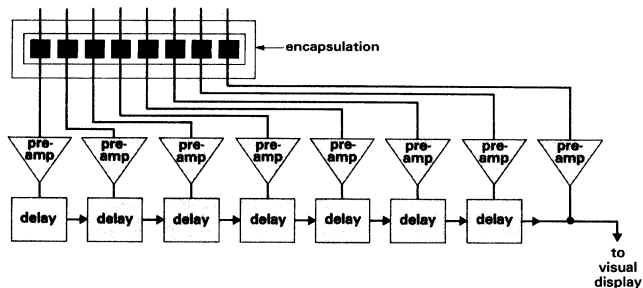 encapsulation
pre-
amp
pre-
amp
pre-
amp
pre-
amp
pre-
amp
pre-
amp
pre-
amp
pre-
amp
delay
delay
delay
delay
delay
delay
delay
to
visual
display